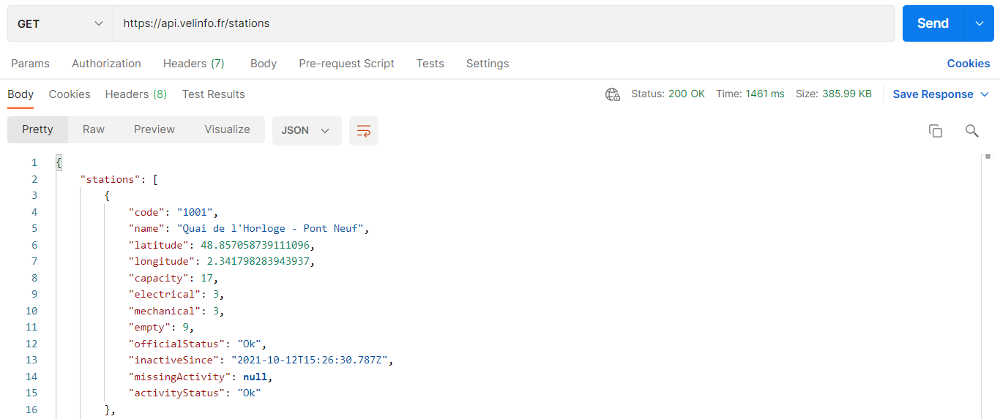 GET https://api.velinfo.fr/stations Send
Params Authorization Headers (7) Body Pre-request Script Tests Settings Cookies
Body Cookies Headers (8) Test Results Status: 200 OK Time: 1461 ms Size: 385.99 KB Save Response
Pretty Raw Preview Visualize JSON
1 {
2 "stations": [
3 {
4 "code": "1001",
5 "name": "Quai de l'Horloge - Pont Neuf",
6 "latitude": 48.857058739111096,
7 "longitude": 2.341798283943937,
8 "capacity": 17,
9 "electrical": 3,
10 "mechanical": 3,
11 "empty": 9,
12 "officialStatus": "Ok",
13 "inactiveSince": "2021-10-12T15:26:30.787Z",
14 "missingActivity": null,
15 "activityStatus": "Ok"
16 },